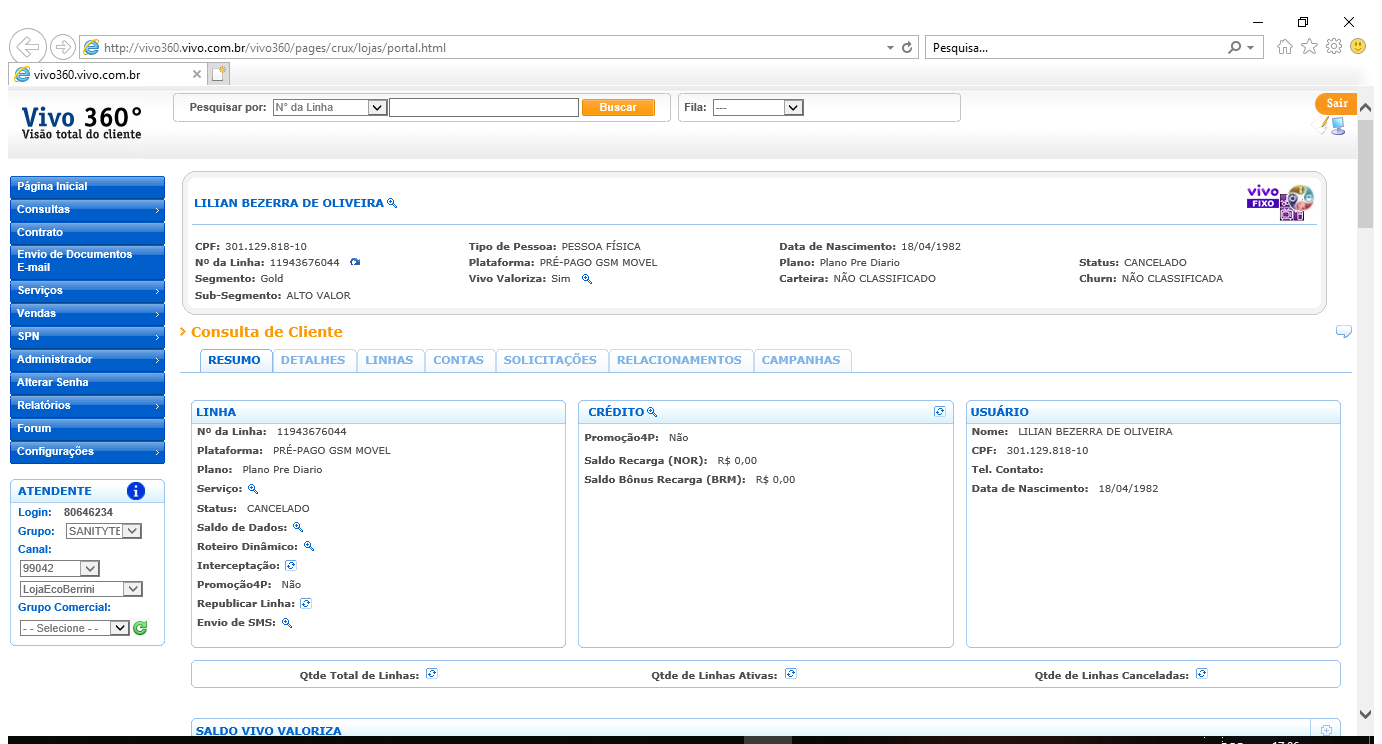 http://vivo360.vivo.com.br/vivo360/pages/crux/lojas/portal.html
Pesquisa...
vivo360.vivo.com.br
Vivo 360°
Visão total do cliente
Pesquisar por: N° da Linha Buscar
Fila: ---
Sair
Página Inicial
Consultas
Contrato
Envio de Documentos
E-mail
Serviços
Vendas
SPN
Administrador
Alterar Senha
Relatórios
Forum
Configurações
ATENDENTE
Login: 80646234
Grupo: SANITYTE
Canal:
99042
LojaEcoBerrini
Grupo Comercial:
- - Selecione - -
LILIAN BEZERRA DE OLIVEIRA
vivo
FIXO
CPF: 301.129.818-10 Tipo de Pessoa: PESSOA FÍSICA Data de Nascimento: 18/04/1982
Nº da Linha: 11943676044 Plataforma: PRÉ-PAGO GSM MOVEL Plano: Plano Pre Diario Status: CANCELADO
Segmento: Gold Vivo Valoriza: Sim Carteira: NÃO CLASSIFICADO Churn: NÃO CLASSIFICADA
Sub-Segmento: ALTO VALOR
Consulta de Cliente
RESUMO DETALHES LINHAS CONTAS SOLICITAÇÕES RELACIONAMENTOS CAMPANHAS
LINHA
Nº da Linha: 11943676044
Plataforma: PRÉ-PAGO GSM MOVEL
Plano: Plano Pre Diario
Serviço:
Status: CANCELADO
Saldo de Dados:
Roteiro Dinâmico:
Interceptação:
Promoção4P: Não
Republicar Linha:
Envio de SMS:
CRÉDITO
Promoção4P: Não
Saldo Recarga (NOR): R$ 0,00
Saldo Bônus Recarga (BRM): R$ 0,00
USUÁRIO
Nome: LILIAN BEZERRA DE OLIVEIRA
CPF: 301.129.818-10
Tel. Contato:
Data de Nascimento: 18/04/1982
Qtde Total de Linhas: Qtde de Linhas Ativas: Qtde de Linhas Canceladas:
SALDO VIVO VALORIZA